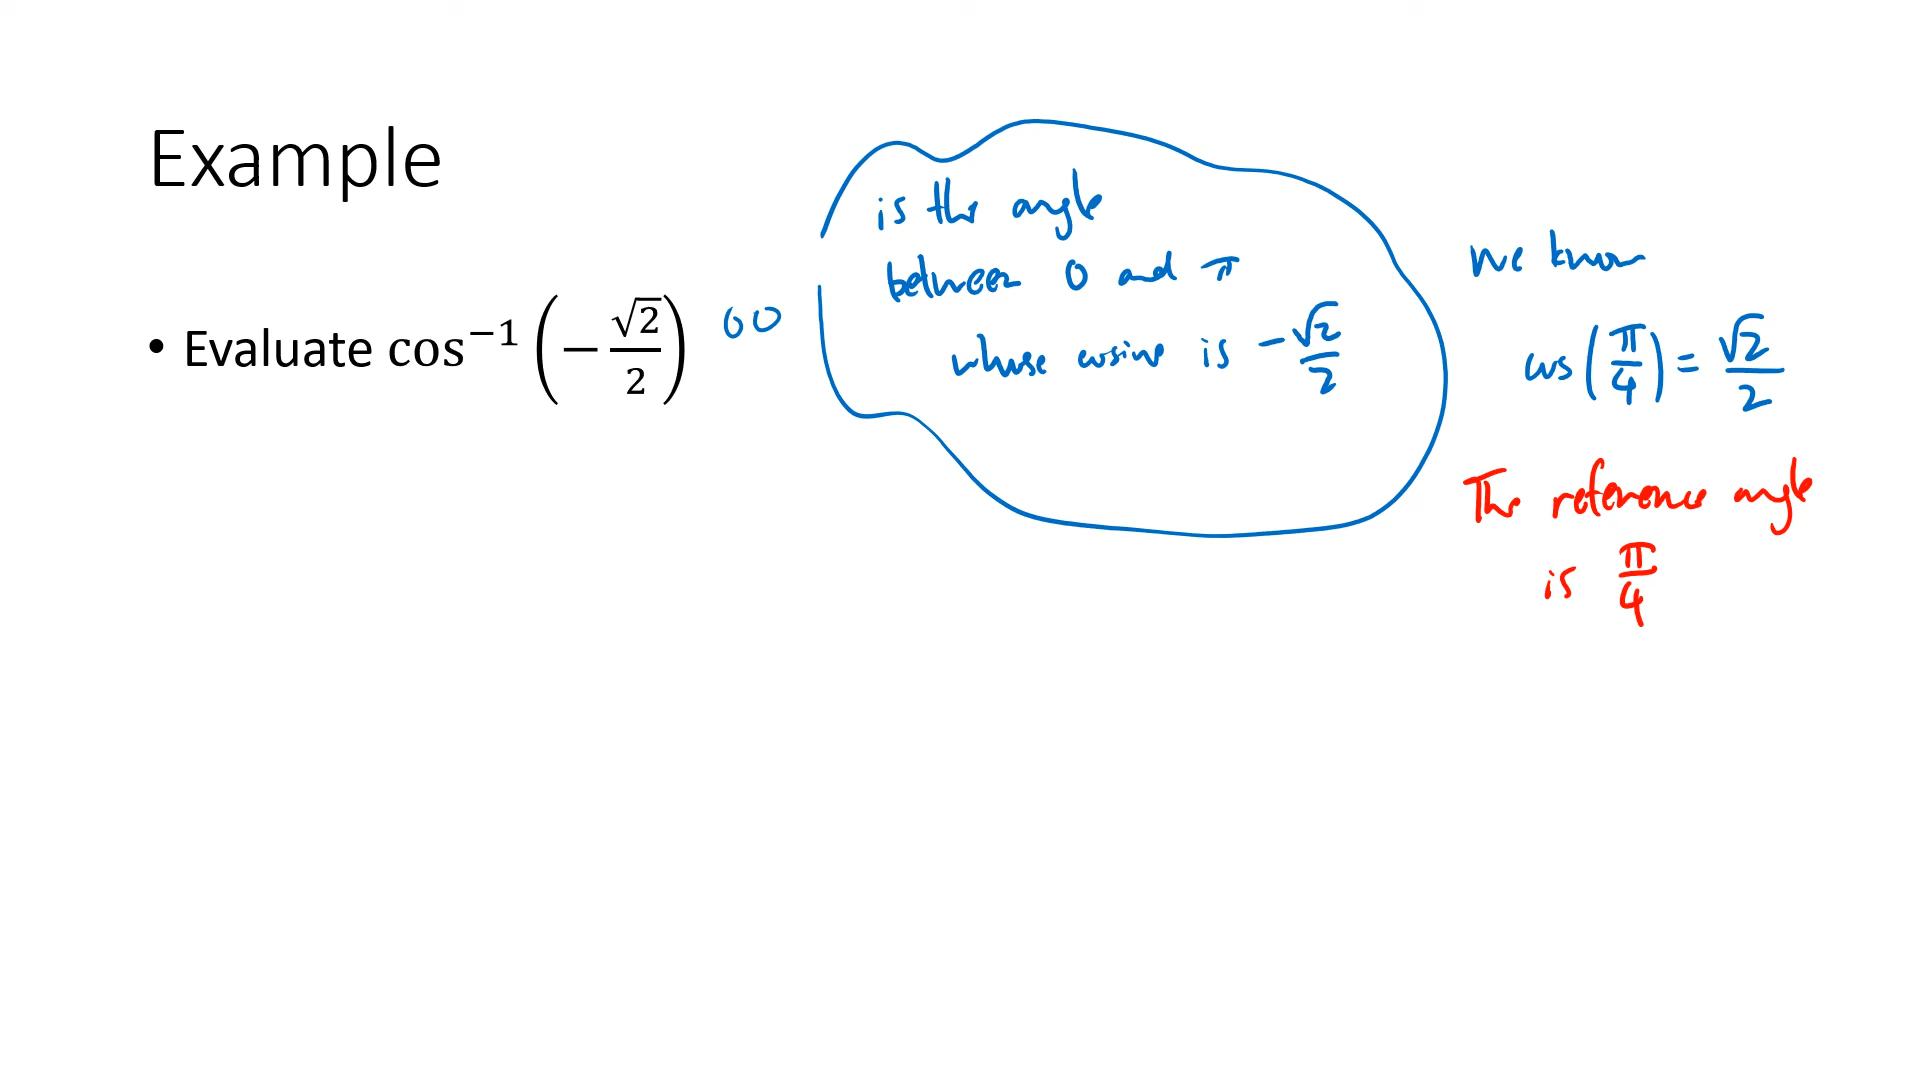 Example
• Evaluate cos⁻¹(−√2/2)
is the angle
between 0 and π
whose cosine is −√2/2
we know
cos(π/4) = √2/2
The reference angle
is π/4